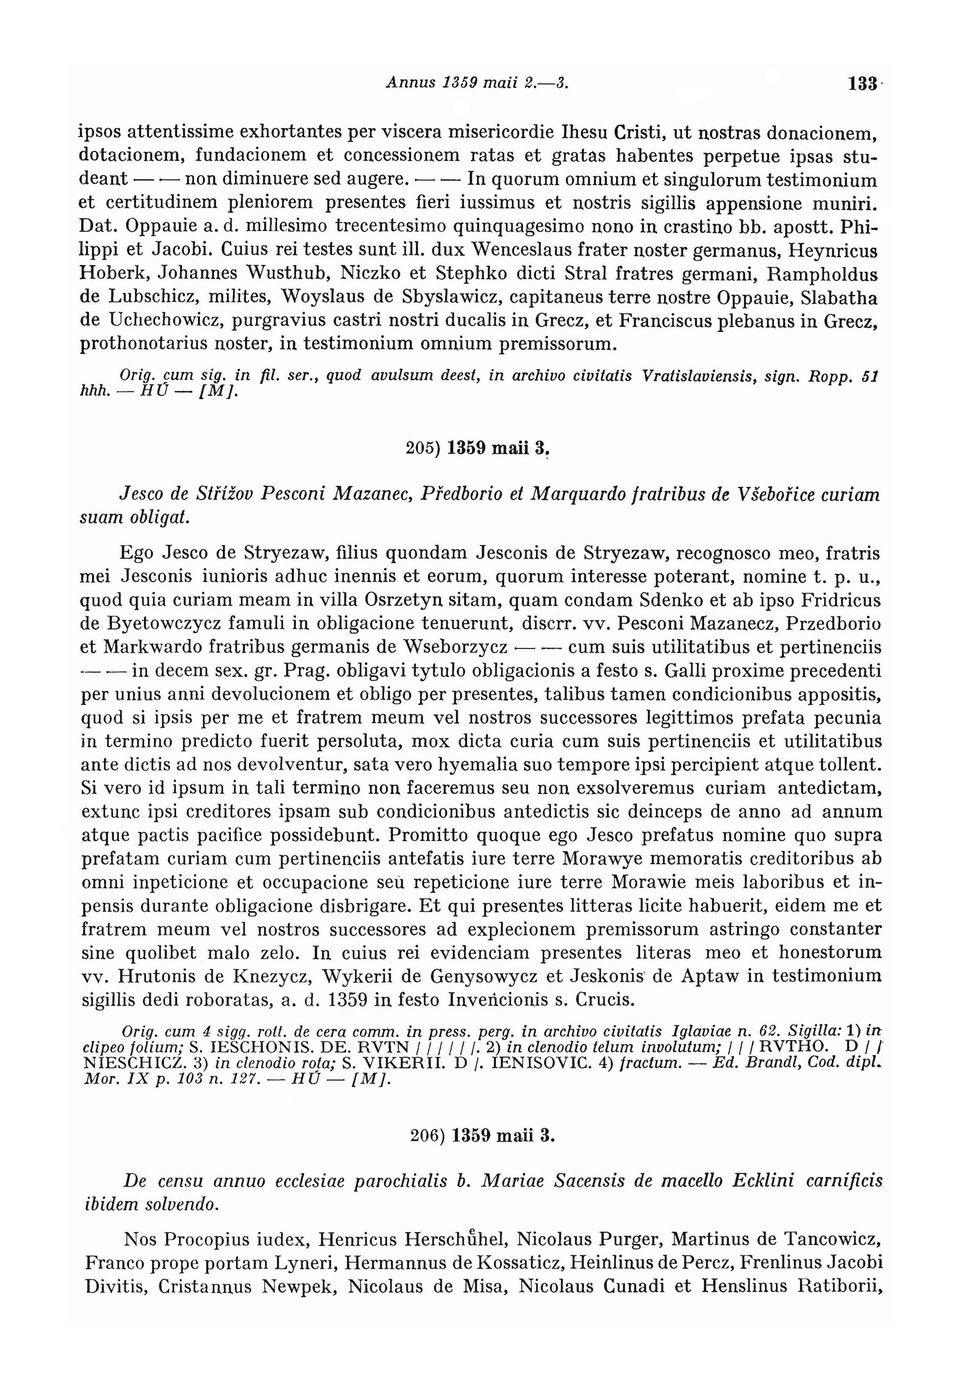 Annus 1359 maii 2.—3. 133
ipsos attentissime exhortantes per viscera misericordie Ihesu Cristi, ut nostras donacionem,
dotacionem, fundacionem et concessionem ratas et gratas habentes perpetue ipsas stu-
deant — — non diminuere sed augere. — — In quorum omnium et singulorum testimonium
et certitudinem pleniorem presentes fieri iussimus et nostris sigillis appensione muniri.
Dat. Oppauie a. d. millesimo trecentesimo quinquagesimo nono in crastino bb. apostt. Phi-
lippi et Jacobi. Cuius rei testes sunt ill. dux Wenceslaus frater noster germanus, Heynricus
Hoberk, Johannes Wusthub, Niczko et Stephko dicti Stral fratres germani, Rampholdus
de Lubschicz, milites, Woyslaus de Sbyslawicz, capitaneus terre nostre Oppauie, Slabatha
de Uchechowicz, purgravius castri nostri ducalis in Grecz, et Franciscus plebanus in Grecz,
prothonotarius noster, in testimonium omnium premissorum.
Orig. cum sig. in fil. ser., quod avulsum deest, in archivo civitatis Vratislaviensis, sign. Ropp. 51
hhh. — HÚ — [M].
205) 1359 maii 3.
Jesco de Střížov Pesconi Mazanec, Předborio et Marquardo fratribus de Všebořice curiam
suam obligat.
Ego Jesco de Stryezaw, filius quondam Jesconis de Stryezaw, recognosco meo, fratris
mei Jesconis iunioris adhuc inennis et eorum, quorum interesse poterant, nomine t. p. u.,
quod quia curiam meam in villa Osrzetyn sitam, quam condam Sdenko et ab ipso Fridricus
de Byetowczycz famuli in obligacione tenuerunt, discrr. vv. Pesconi Mazanecz, Przedborio
et Markwardo fratribus germanis de Wseborzycz — — cum suis utilitatibus et pertinenciis
— — in decem sex. gr. Prag. obligavi tytulo obligacionis a festo s. Galli proxime precedenti
per unius anni devolucionem et obligo per presentes, talibus tamen condicionibus appositis,
quod si ipsis per me et fratrem meum vel nostros successores legittimos prefata pecunia
in termino predicto fuerit persoluta, mox dicta curia cum suis pertinenciis et utilitatibus
ante dictis ad nos devolventur, sata vero hyemalia suo tempore ipsi percipient atque tollent.
Si vero id ipsum in tali termino non faceremus seu non exsolveremus curiam antedictam,
extunc ipsi creditores ipsam sub condicionibus antedictis sic deinceps de anno ad annum
atque pactis pacifice possidebunt. Promitto quoque ego Jesco prefatus nomine quo supra
prefatam curiam cum pertinenciis antefatis iure terre Morawye memoratis creditoribus ab
omni inpeticione et occupacione seu repeticione iure terre Morawie meis laboribus et in-
pensis durante obligacione disbrigare. Et qui presentes litteras licite habuerit, eidem me et
fratrem meum vel nostros successores ad explecionem premissorum astringo constanter
sine quolibet malo zelo. In cuius rei evidenciam presentes literas meo et honestorum
vv. Hrutonis de Knezycz, Wykerii de Genysowycz et Jeskonis de Aptaw in testimonium
sigillis dedi roboratas, a. d. 1359 in festo Invencionis s. Crucis.
Orig. cum 4 sigg. rott. de cera comm. in press. perg. in archivo civitatis Iglaviae n. 62. Sigilla: 1) in
clipeo folium; S. IESCHONIS. DE. RVTN / / / / / /. 2) in clenodio telum involutum; / / / RVTHO. D / /
NIESCHICZ. 3) in clenodio rota; S. VIKERII. D /. IENISOVIC. 4) fractum. — Ed. Brandl, Cod. dipl.
Mor. IX p. 103 n. 127. — HÚ — [M].
206) 1359 maii 3.
De censu annuo ecclesiae parochialis b. Mariae Sacensis de macello Ecklini carnificis
ibidem solvendo.
Nos Procopius iudex, Henricus Herschuͤhel, Nicolaus Purger, Martinus de Tancowicz,
Franco prope portam Lyneri, Hermannus de Kossaticz, Heinlinus de Percz, Frenlinus Jacobi
Divitis, Cristannus Newpek, Nicolaus de Misa, Nicolaus Cunadi et Henslinus Ratiborii,